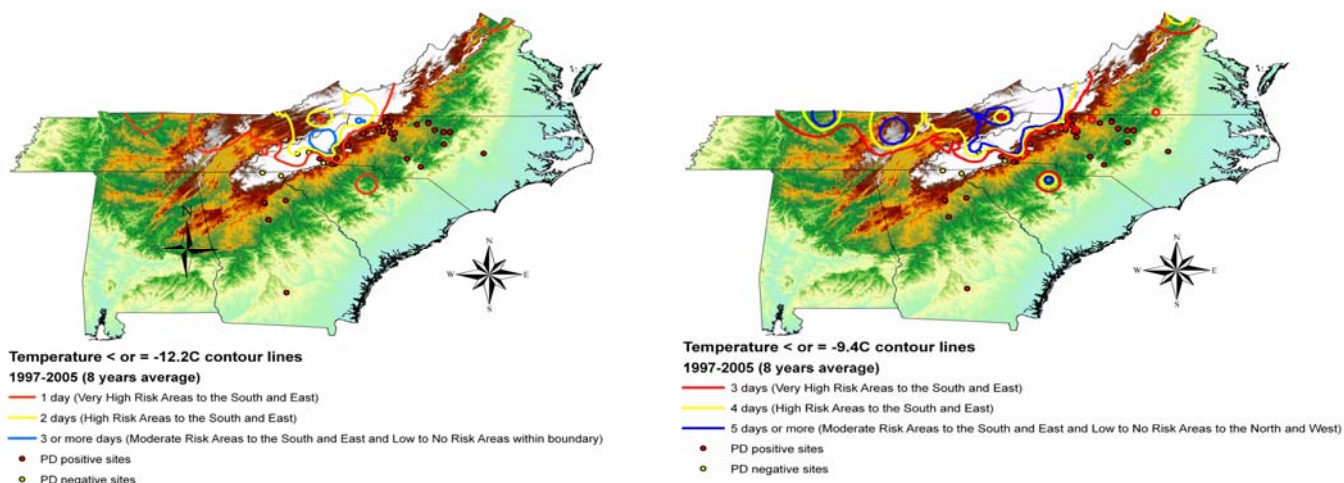 N
N
W
E
S
Temperature < or = -12.2C contour lines
1997-2005 (8 years average)
1 day (Very High Risk Areas to the South and East)
2 days (High Risk Areas to the South and East)
3 or more days (Moderate Risk Areas to the South and East and Low to No Risk Areas within boundary)
PD positive sites
PD negative sites
N
W
E
S
Temperature < or = -9.4C contour lines
1997-2005 (8 years average)
3 days (Very High Risk Areas to the South and East)
4 days (High Risk Areas to the South and East)
5 days or more (Moderate Risk Areas to the South and East and Low to No Risk Areas to the North and West)
PD positive sites
PD negative sites